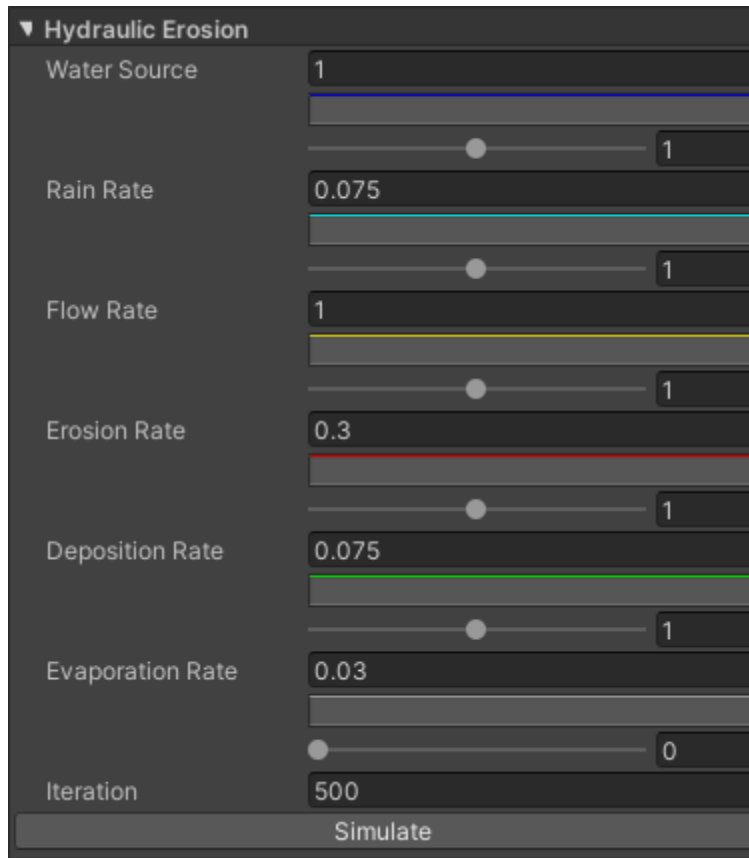 Hydraulic Erosion
Water Source 1
1
Rain Rate 0.075
1
Flow Rate 1
1
Erosion Rate 0.3
1
Deposition Rate 0.075
1
Evaporation Rate 0.03
0
Iteration 500
Simulate